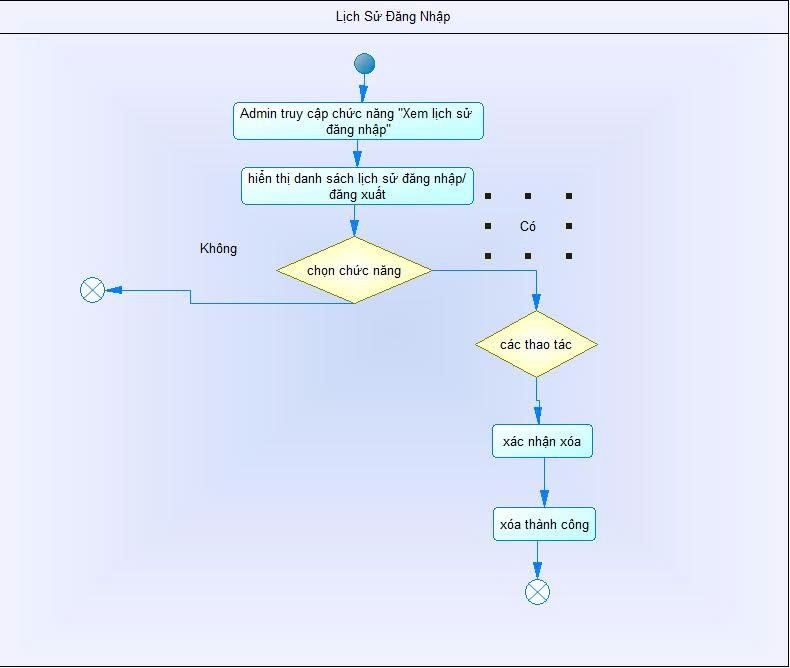 Lịch Sử Đăng Nhập
Admin truy cập chức năng "Xem lịch sử
đăng nhập"
hiển thị danh sách lịch sử đăng nhập/
đăng xuất
Có
Không
chọn chức năng
các thao tác
xác nhận xóa
xóa thành công